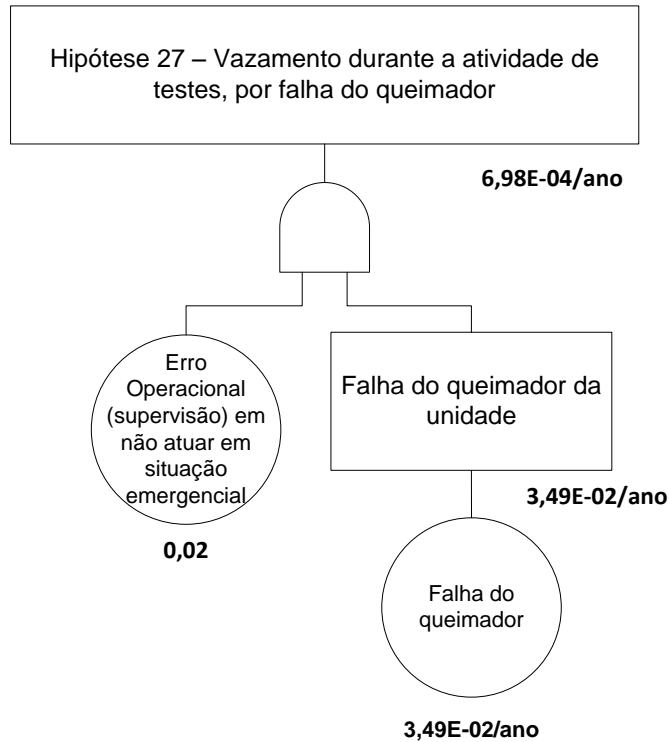 Hipótese 27 – Vazamento durante a atividade de
testes, por falha do queimador
6,98E-04/ano
Erro
Operacional
(supervisão) em
não atuar em
situação
emergencial
0,02
Falha do queimador da
unidade
3,49E-02/ano
Falha do
queimador
3,49E-02/ano